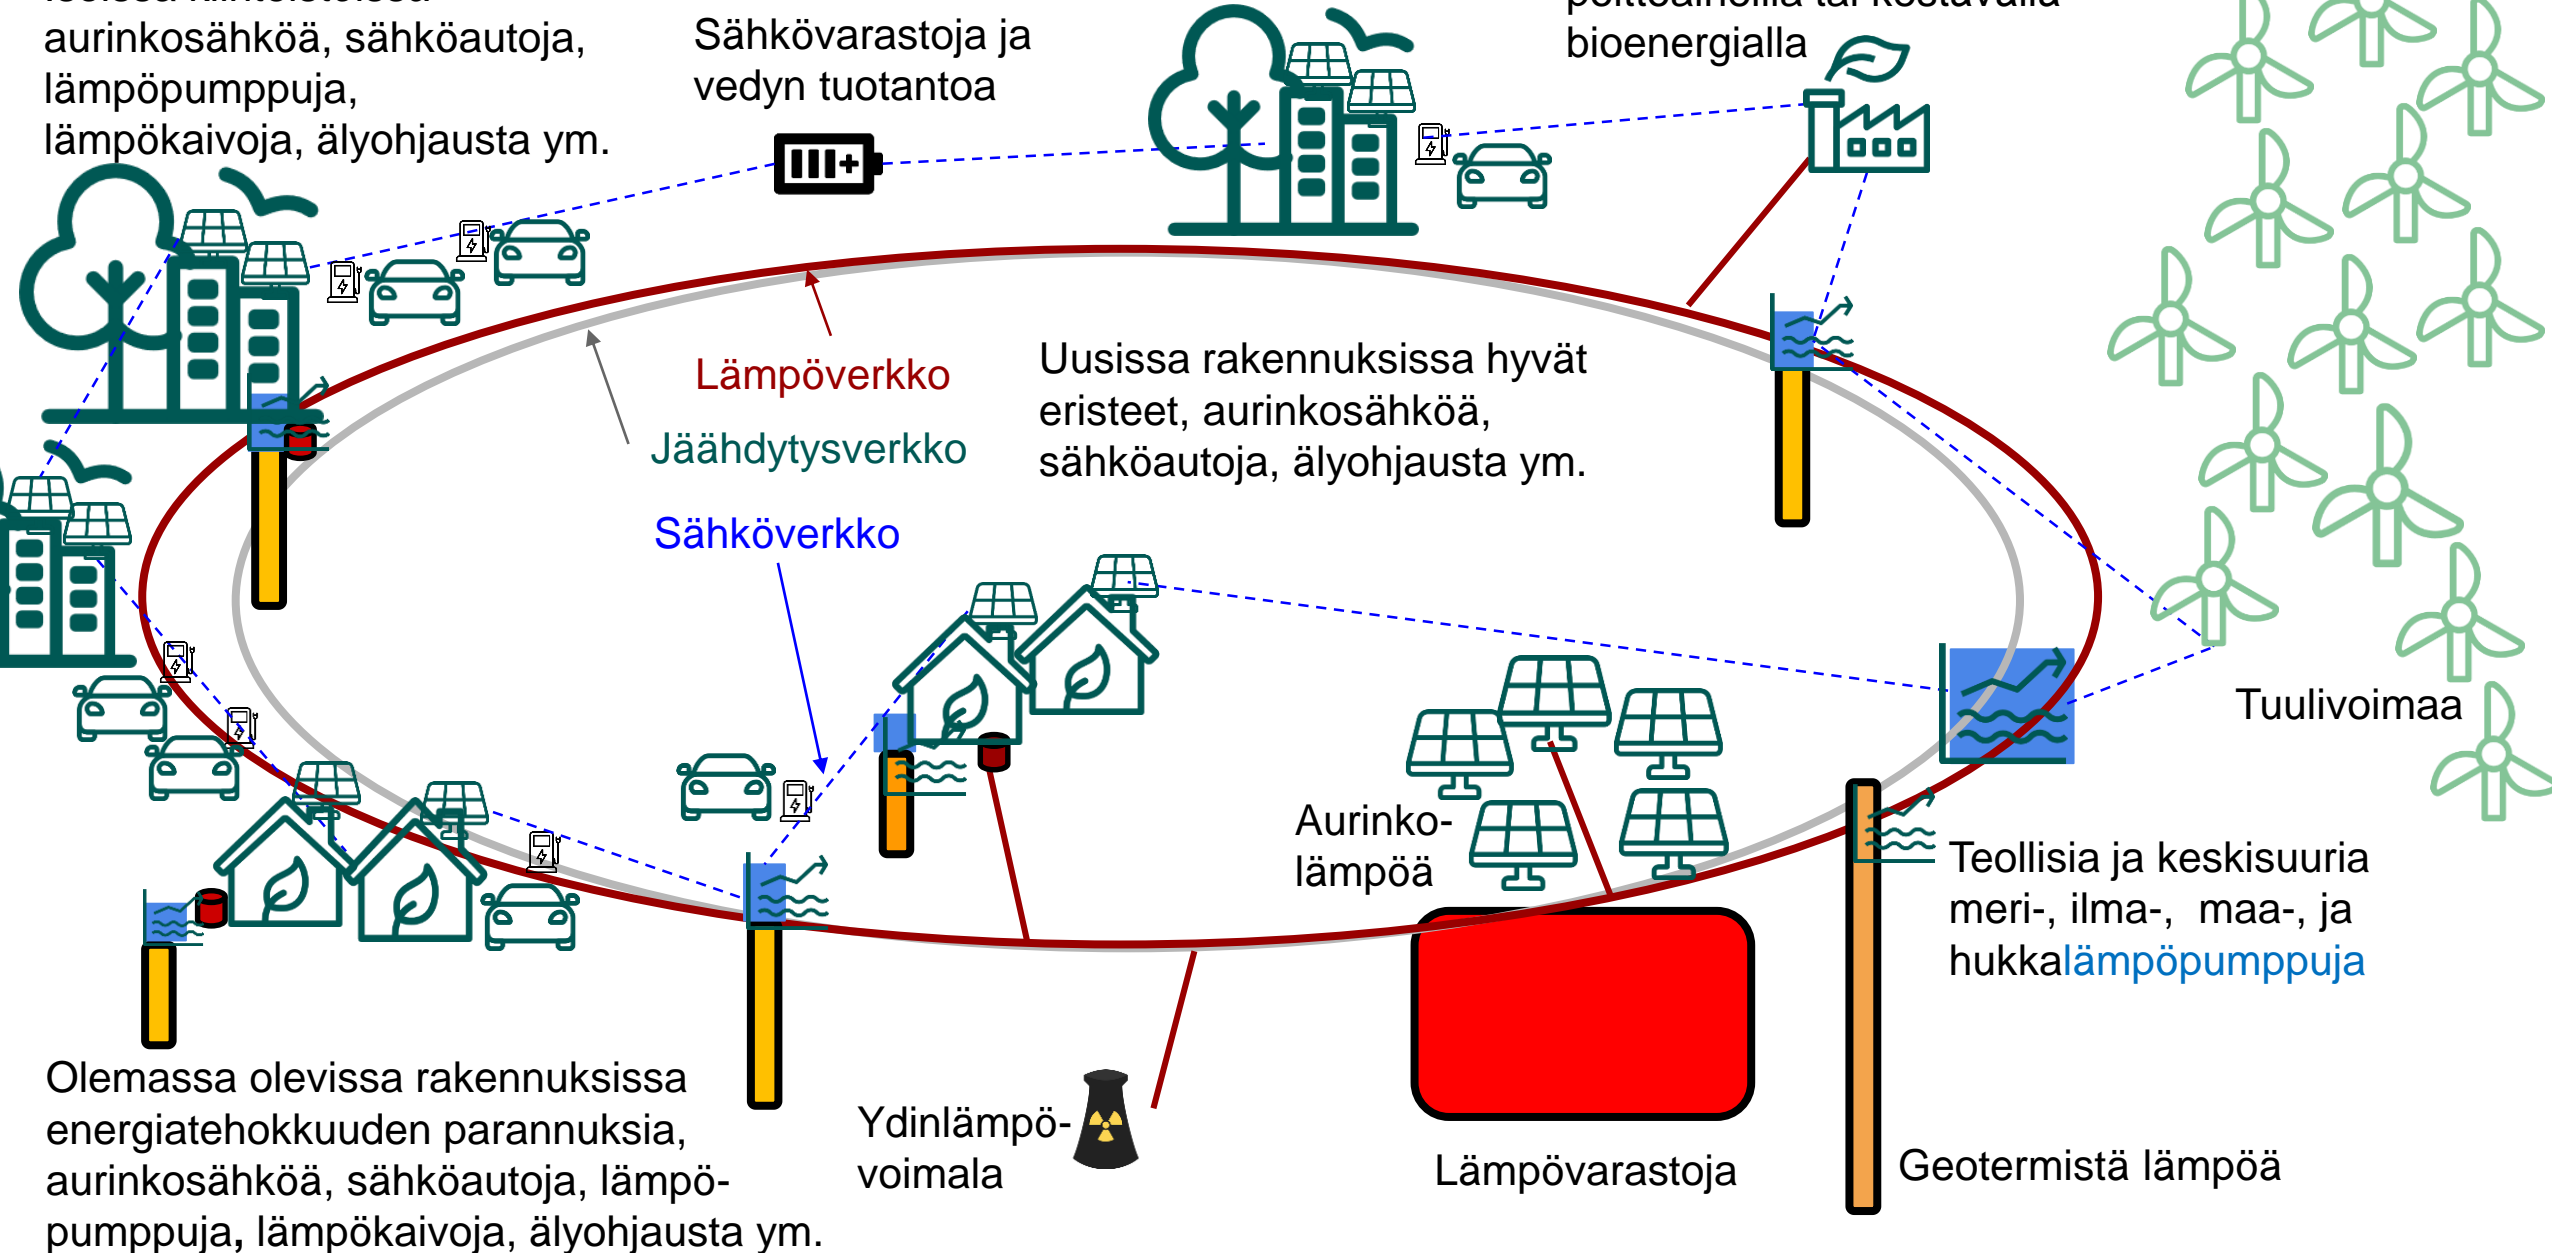 aurinkosähköä, sähköautoja,
lämpöpumppuja,
lämpökaivoja, älyohjausta ym.
Sähkövarastoja ja
vedyn tuotantoa
bioenergialla
Lämpöverkko
Jäähdytysverkko
Sähköverkko
Uusissa rakennuksissa hyvät
eristeet, aurinkosähköä,
sähköautoja, älyohjausta ym.
Tuulivoimaa
Aurinko-
lämpöä
Teollisia ja keskisuuria
meri-, ilma-, maa-, ja
hukkalämpöpumppuja
Olemassa olevissa rakennuksissa
energiatehokkuuden parannuksia,
aurinkosähköä, sähköautoja, lämpö-
pumppuja, lämpökaivoja, älyohjausta ym.
Ydinlämpö-
voimala
Lämpövarastoja
Geotermistä lämpöä